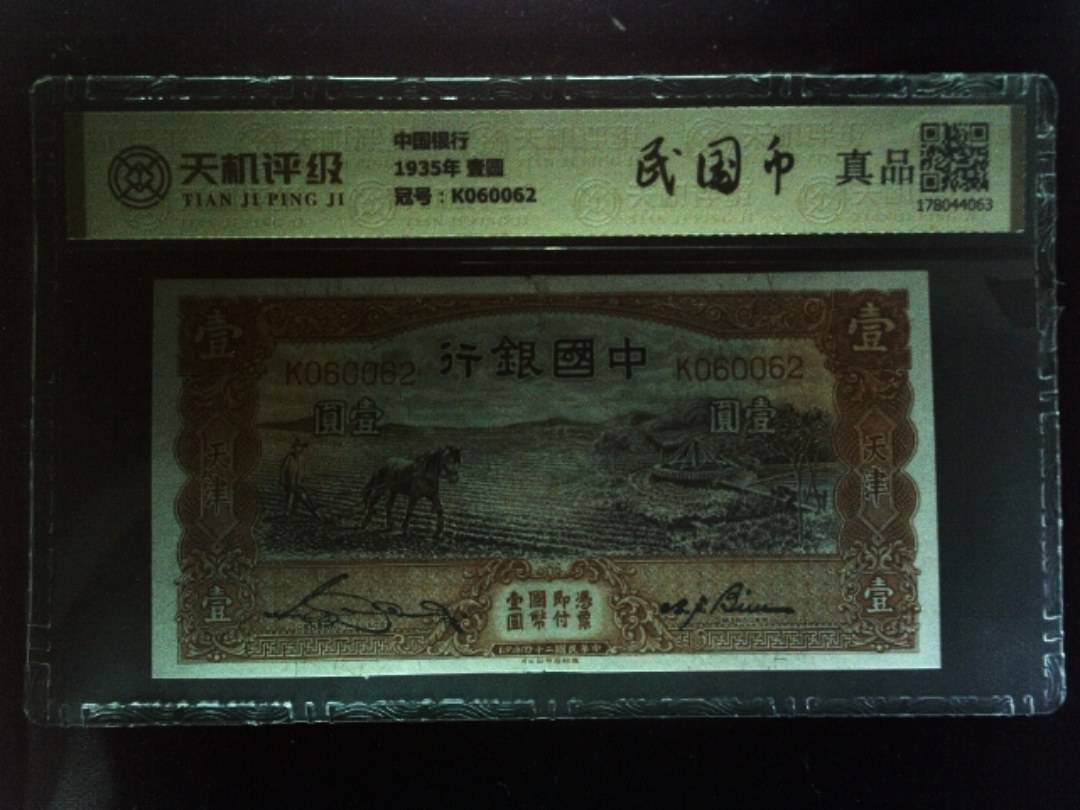 天机评级
TIAN JI PING JI
中国银行
1935年 壹圆
冠号：K060062
民国币
真品
178044063
壹
壹
K060062
行銀國中
K060062
圓壹
圓壹
天津
天津
憑票
即付
國幣
壹圓
壹
壹